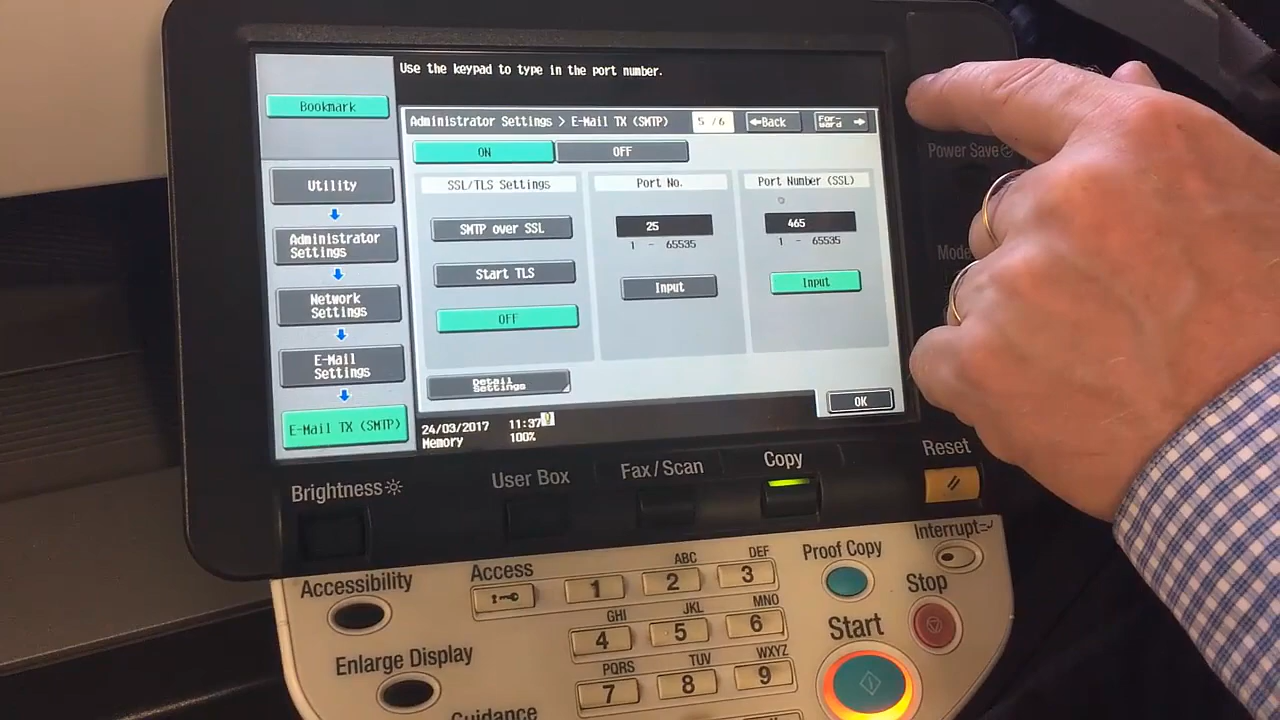 Use the keypad to type in the port number.
Bookmark
Administrator Settings > E-Mail TX (SMTP)
5 / 6
←Back
For-
ward →
ON
OFF
Utility
SSL/TLS Settings
Port No.
Port Number (SSL)
SMTP over SSL
25
465
1 - 65535
1 - 65535
Administrator
Settings
Start TLS
Input
Input
Network
Settings
OFF
E-Mail
Settings
Detail
Settings
OK
E-Mail TX (SMTP)
24/03/2017 11:37
Memory 100%
Power Save
Mode
Brightness
User Box
Fax/Scan
Copy
Reset
Interrupt
Accessibility
Access
ABC
DEF
1
2
3
Proof Copy
Stop
GHI
JKL
MNO
4
5
6
Start
Enlarge Display
PQRS
TUV
WXYZ
7
8
9
Guidance